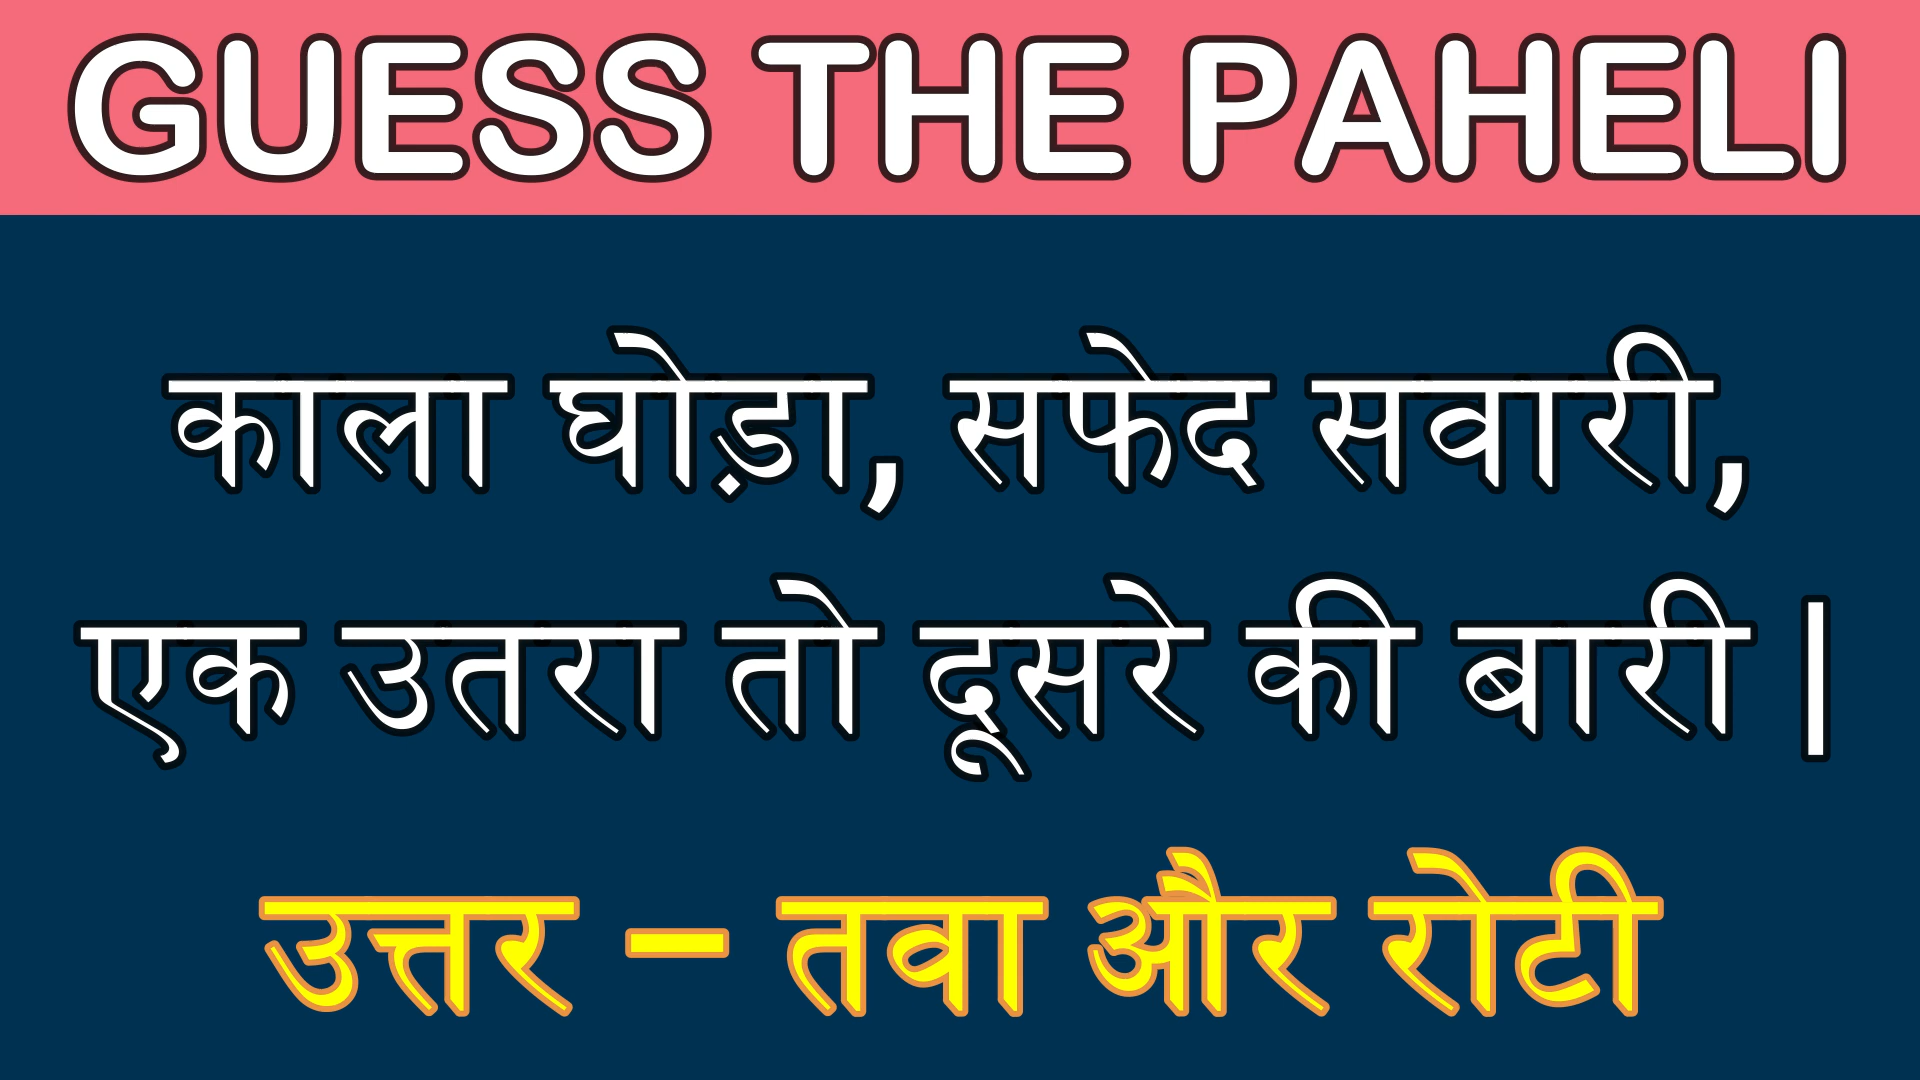 GUESS THE PAHELI
काला घोड़ा, सफेद सवारी,
एक उतरा तो दूसरे की बारी |
उत्तर – तवा और रोटी